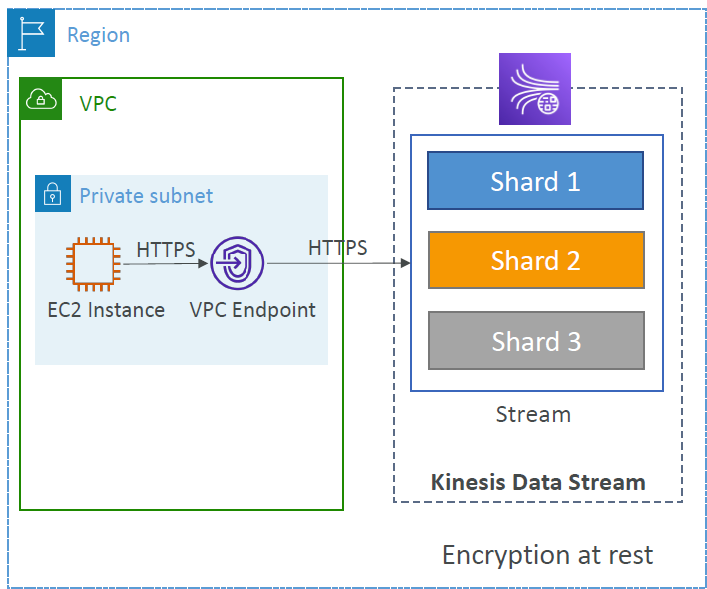 Region
VPC
Private subnet
HTTPS
HTTPS
EC2 Instance
VPC Endpoint
Shard 1
Shard 2
Shard 3
Stream
Kinesis Data Stream
Encryption at rest